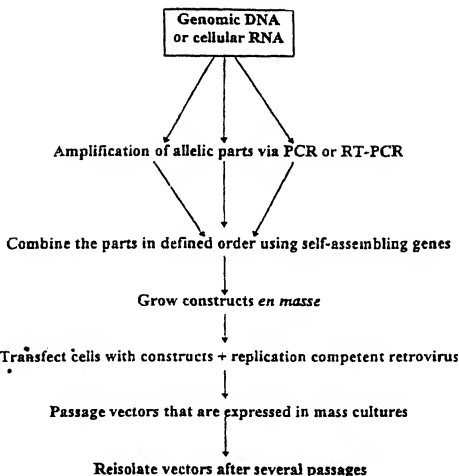 Genomic DNA
or cellular RNA
Amplification of allelic parts via PCR or RT-PCR
Combine the parts in defined order using self-assembling genes
Grow constructs en masse
Transfect cells with constructs + replication competent retrovirus
Passage vectors that are expressed in mass cultures
Reisolate vectors after several passages